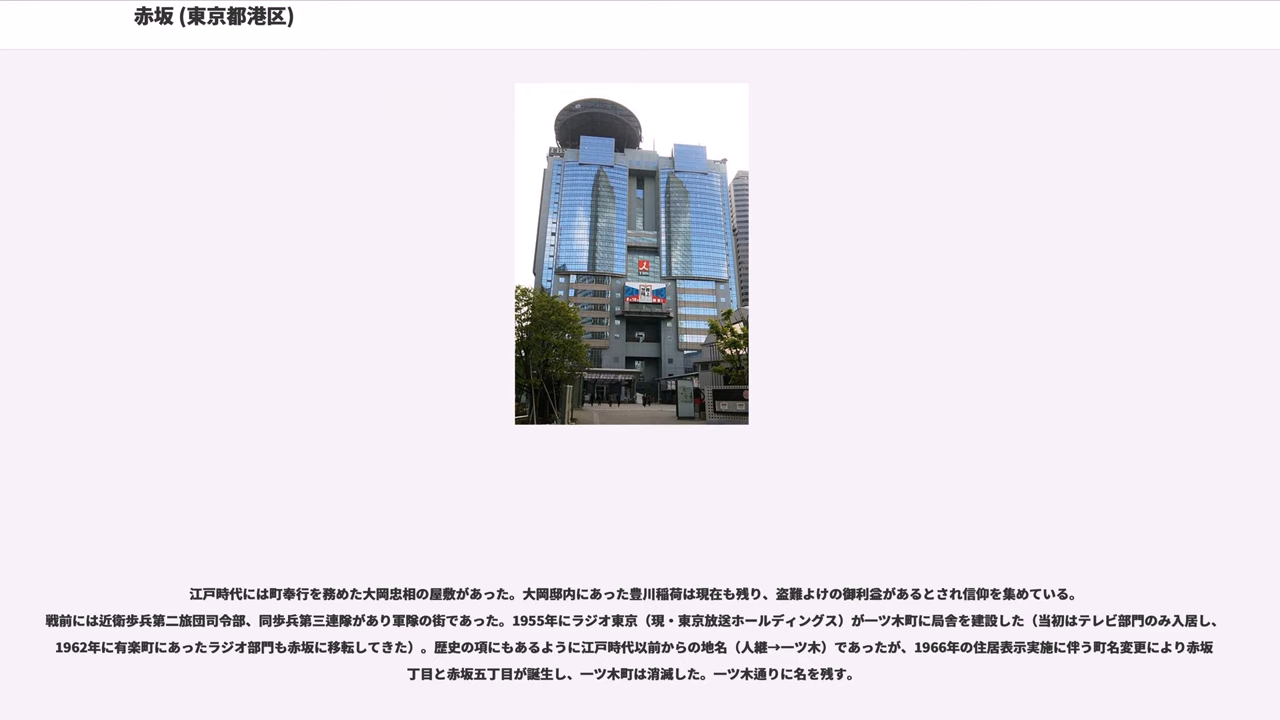 赤坂 (東京都港区)
江戸時代には町奉行を務めた大岡忠相の屋敷があった。大岡邸内にあった豊川稲荷は現在も残り、盗難よけの御利益があるとされ信仰を集めている。
戦前には近衛歩兵第二旅団司令部、同歩兵第三連隊があり軍隊の街であった。1955年にラジオ東京（現・東京放送ホールディングス）が一ツ木町に局舎を建設した（当初はテレビ部門のみ入居し、
1962年に有楽町にあったラジオ部門も赤坂に移転してきた）。歴史の項にもあるように江戸時代以前からの地名（人継→一ツ木）であったが、1966年の住居表示実施に伴う町名変更により赤坂
丁目と赤坂五丁目が誕生し、一ツ木町は消滅した。一ツ木通りに名を残す。